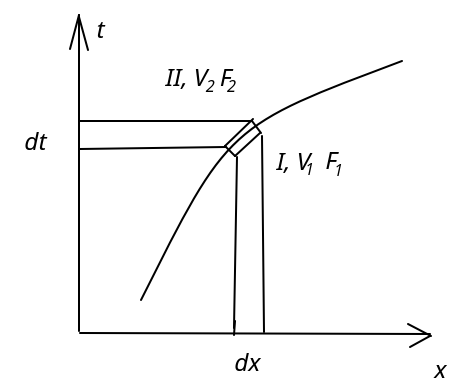 t
II, V₂ F₂
dt
I, V₁ F₁
dx
x